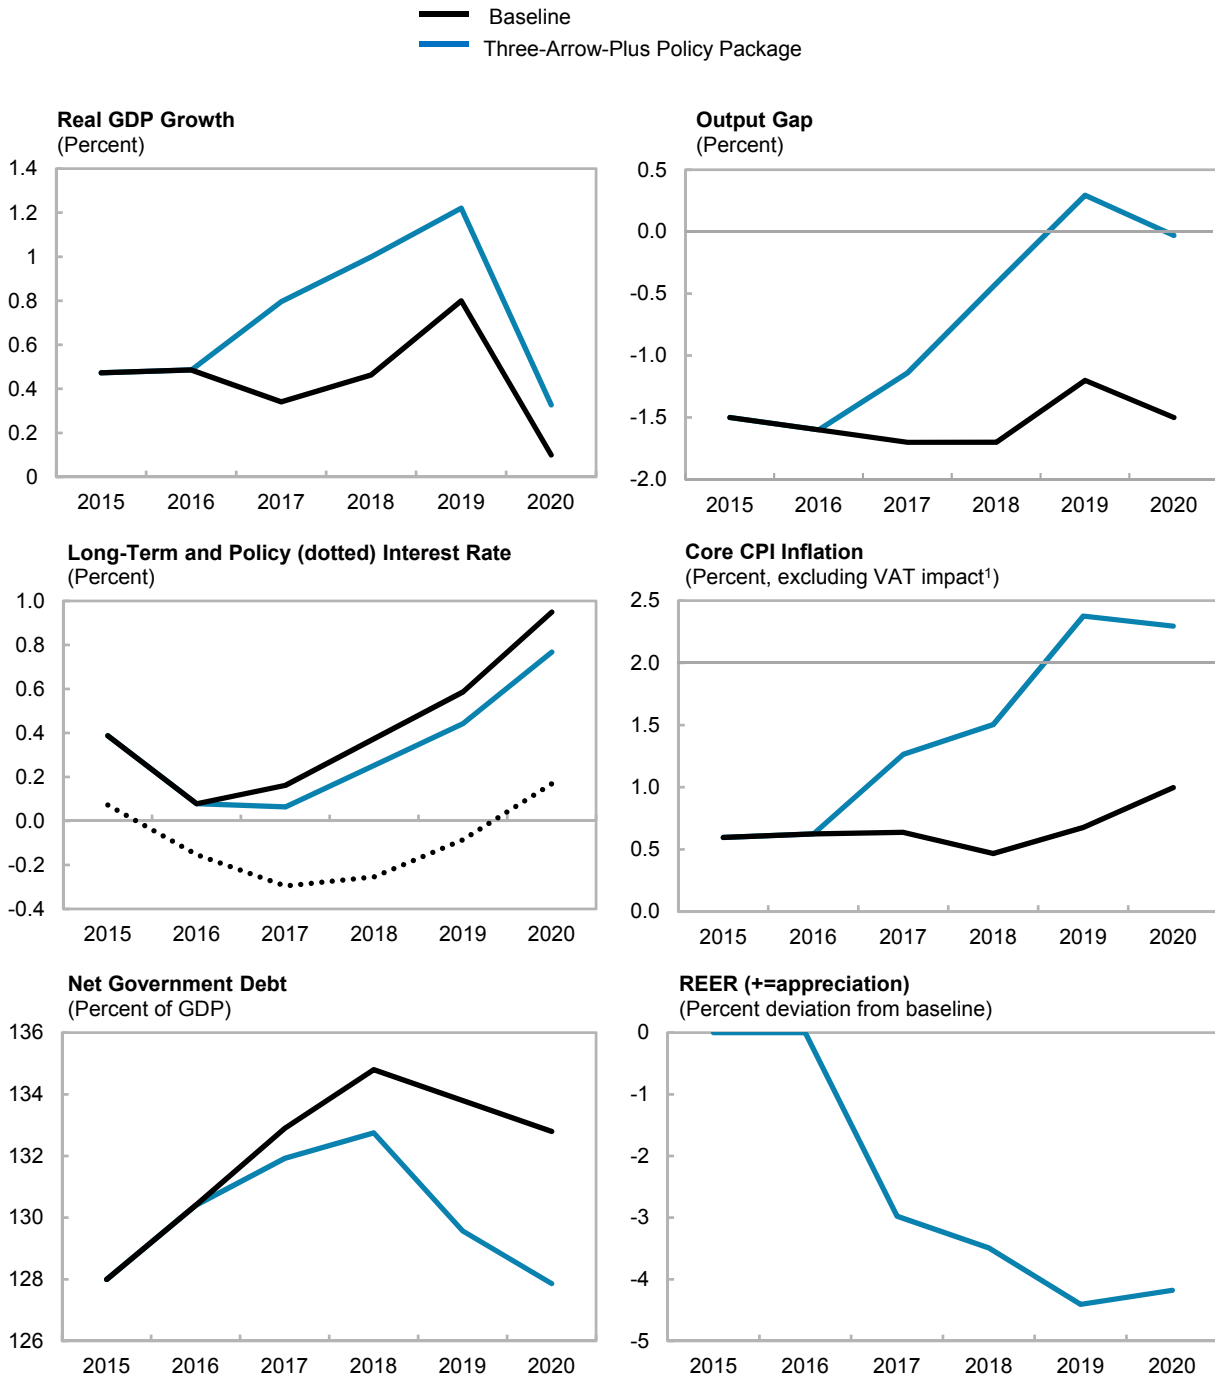 Baseline
Three-Arrow-Plus Policy Package
Real GDP Growth
(Percent)
1.4
1.2
1
0.8
0.6
0.4
0.2
0
2015 2016 2017 2018 2019 2020
Output Gap
(Percent)
0.5
0.0
-0.5
-1.0
-1.5
-2.0
2015 2016 2017 2018 2019 2020
Long-Term and Policy (dotted) Interest Rate
(Percent)
1.0
0.8
0.6
0.4
0.2
0.0
-0.2
-0.4
2015 2016 2017 2018 2019 2020
Core CPI Inflation
(Percent, excluding VAT impact¹)
2.5
2.0
1.5
1.0
0.5
0.0
2015 2016 2017 2018 2019 2020
Net Government Debt
(Percent of GDP)
136
134
132
130
128
126
2015 2016 2017 2018 2019 2020
REER (+=appreciation)
(Percent deviation from baseline)
0
-1
-2
-3
-4
-5
2015 2016 2017 2018 2019 2020